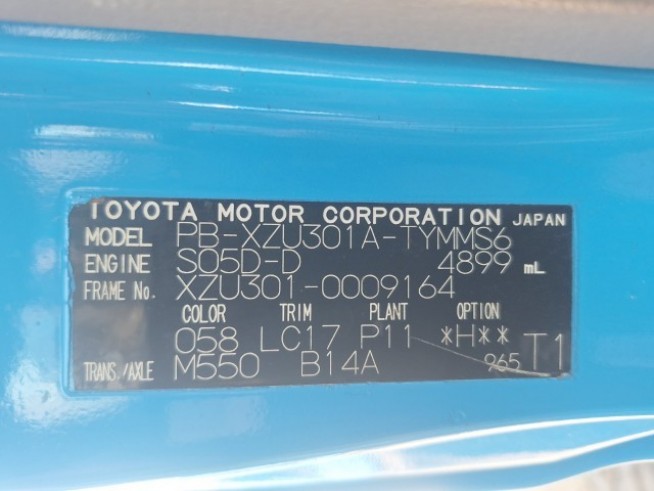 TOYOTA MOTOR CORPORATION JAPAN
MODEL PB-XZU301A-TYMMS6
ENGINE S05D-D 4899 mL
FRAME No. XZU301-0009164
COLOR TRIM PLANT OPTION
058 LC17 P11 *H**
TRANS./AXLE M550 B14A 965 T1